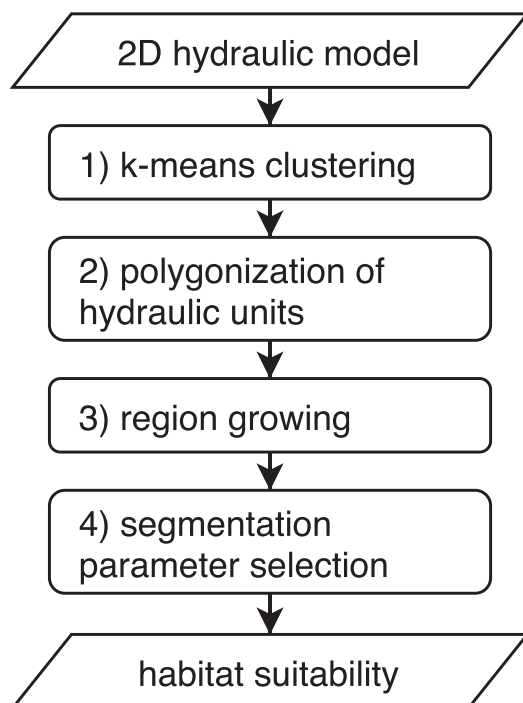 2D hydraulic model
1) k-means clustering
2) polygonization of
hydraulic units
3) region growing
4) segmentation
parameter selection
habitat suitability